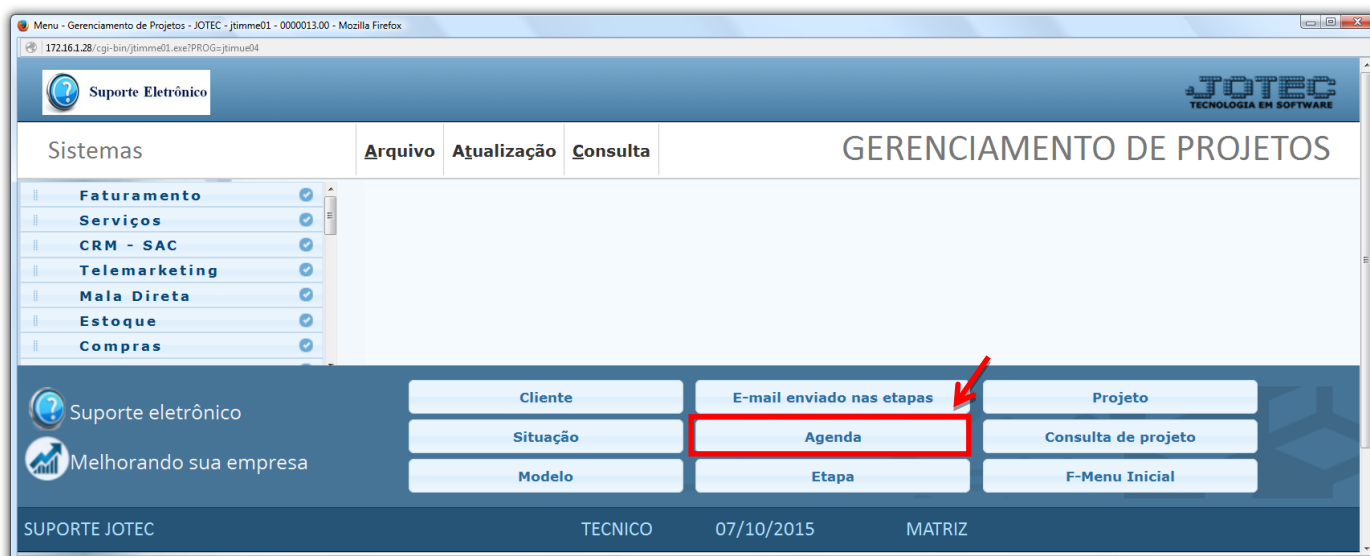 Menu - Gerenciamento de Projetos - JOTEC - jtimme01 - 0000013.00 - Mozilla Firefox
172.16.1.28/cgi-bin/jtimme01.exe?PROG=jtimue04
Suporte Eletrônico
JOTEC
TECNOLOGIA EM SOFTWARE
Sistemas
Arquivo Atualização Consulta
GERENCIAMENTO DE PROJETOS
Faturamento
Serviços
CRM - SAC
Telemarketing
Mala Direta
Estoque
Compras
Suporte eletrônico
Melhorando sua empresa
Cliente E-mail enviado nas etapas Projeto
Situação Agenda Consulta de projeto
Modelo Etapa F-Menu Inicial
SUPORTE JOTEC TECNICO 07/10/2015 MATRIZ